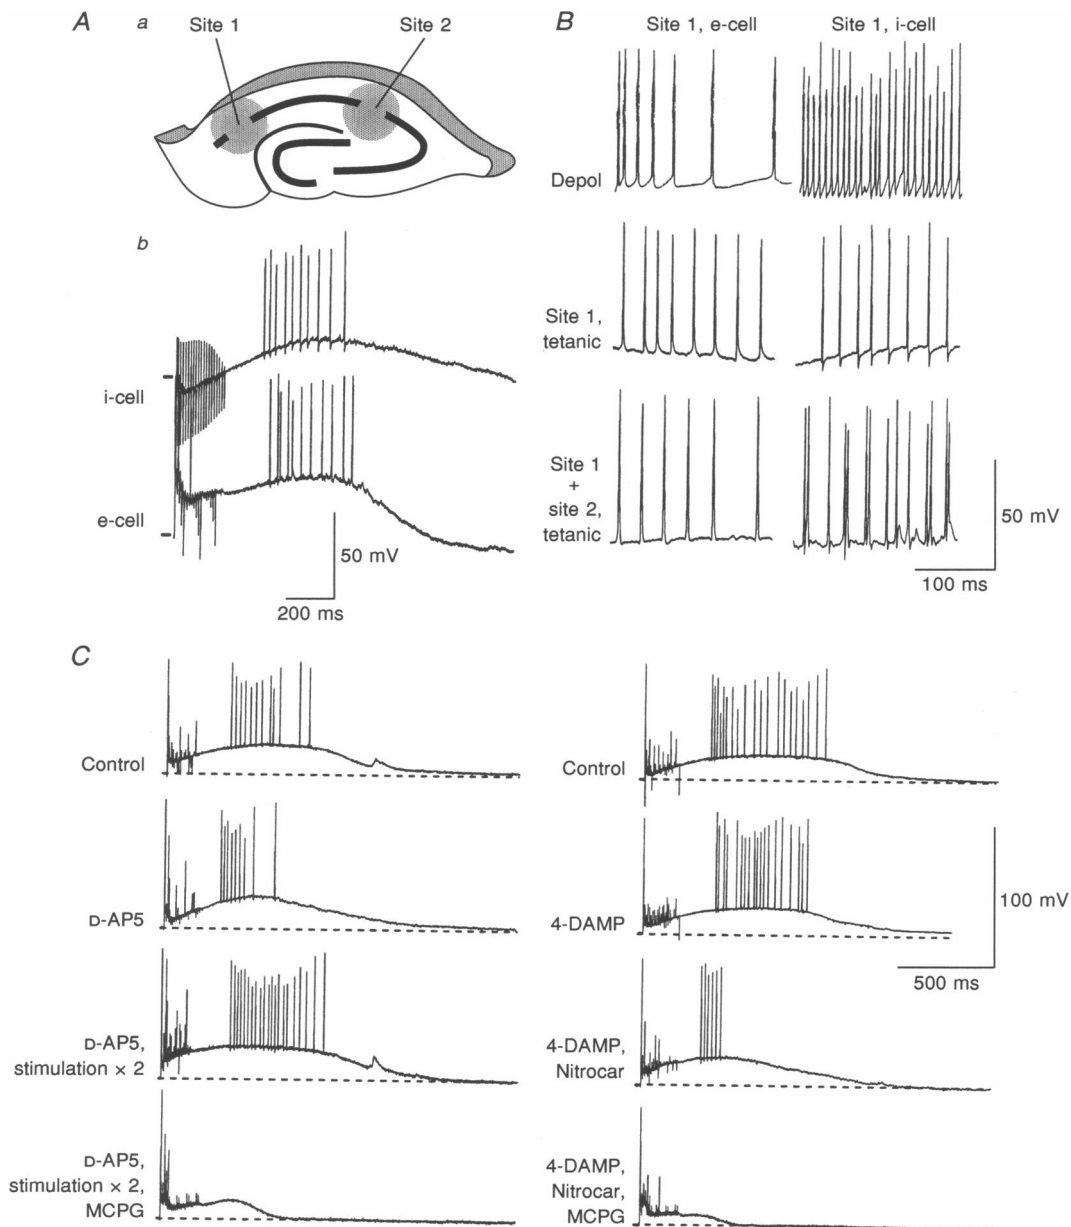 A
a
Site 1
Site 2
b
i-cell
e-cell
50 mV
200 ms
B
Site 1, e-cell
Site 1, i-cell
Depol
Site 1,
tetanic
Site 1
+
site 2,
tetanic
50 mV
100 ms
C
Control
D-AP5
D-AP5,
stimulation × 2
D-AP5,
stimulation × 2,
MCPG
Control
4-DAMP
100 mV
500 ms
4-DAMP,
Nitrocar
4-DAMP,
Nitrocar,
MCPG